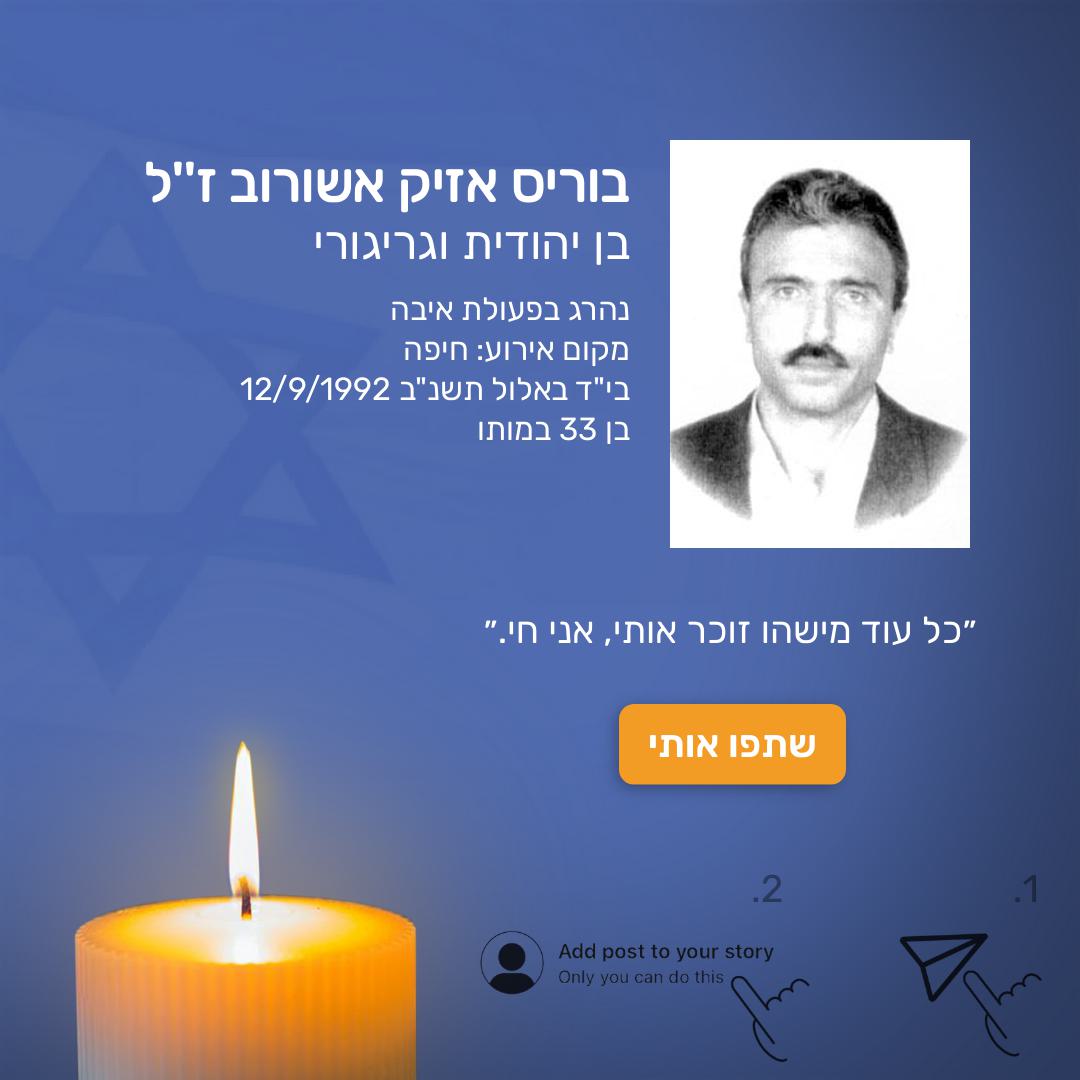 בוריס אזיק אשורוב ז"ל
בן יהודית וגריגורי
נהרג בפעולת איבה
מקום אירוע: חיפה
בי"ד באלול תשנ"ב 12/9/1992
בן 33 במותו
״כל עוד מישהו זוכר אותי, אני חי.״
שתפו אותי
1.
2.
Add post to your story
Only you can do this